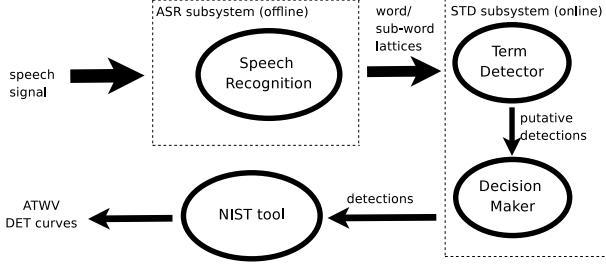 ASR subsystem (offline)
word/
sub-word
lattices
STD subsystem (online)
speech
signal
Speech
Recognition
Term
Detector
putative
detections
Decision
Maker
detections
NIST tool
ATWV
DET curves